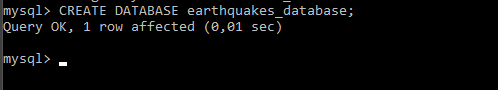 mysql> CREATE DATABASE earthquakes_database;
Query OK, 1 row affected (0,01 sec)
mysql> _